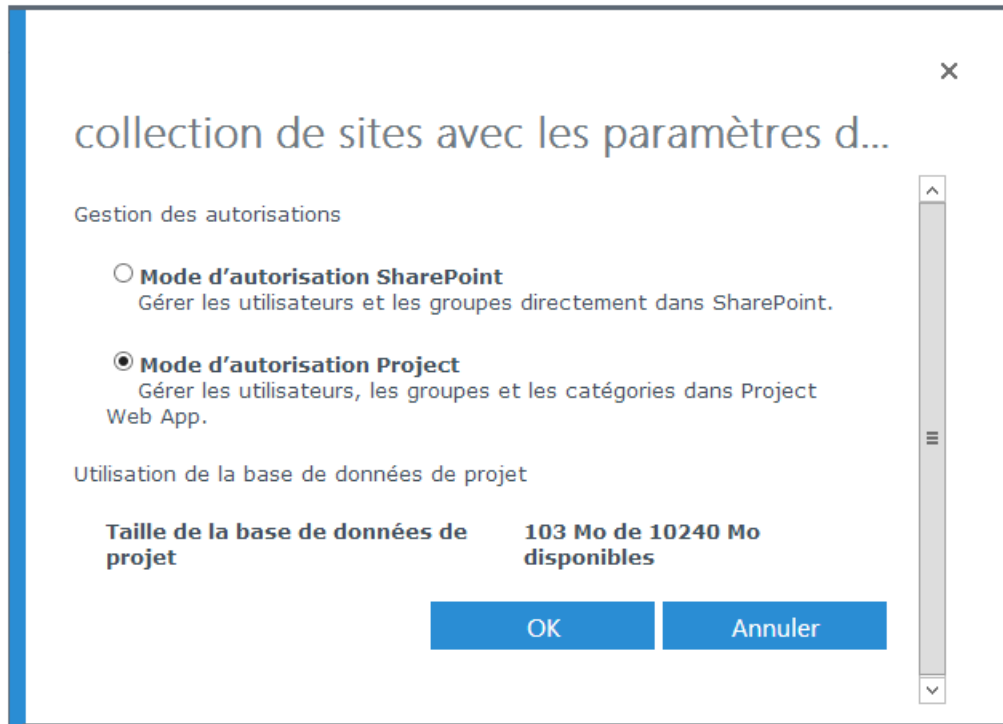 collection de sites avec les paramètres d...
Gestion des autorisations
Mode d’autorisation SharePoint
Gérer les utilisateurs et les groupes directement dans SharePoint.
Mode d’autorisation Project
Gérer les utilisateurs, les groupes et les catégories dans Project
Web App.
Utilisation de la base de données de projet
Taille de la base de données de
projet
103 Mo de 10240 Mo
disponibles
OK
Annuler